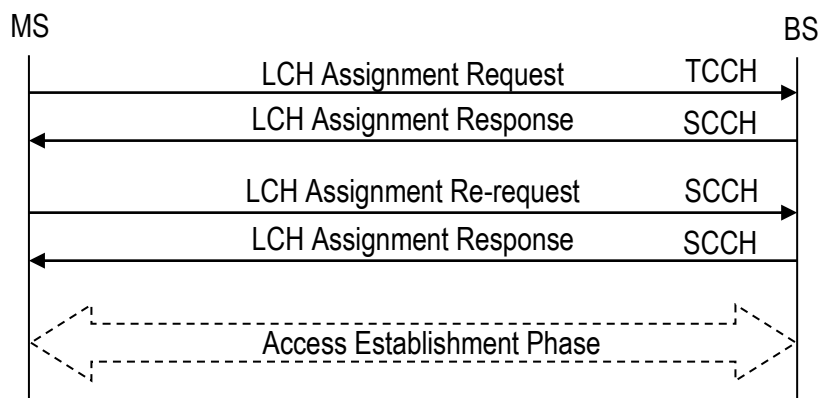 MS BS
LCH Assignment Request TCCH
LCH Assignment Response SCCH
LCH Assignment Re-request SCCH
LCH Assignment Response SCCH
Access Establishment Phase